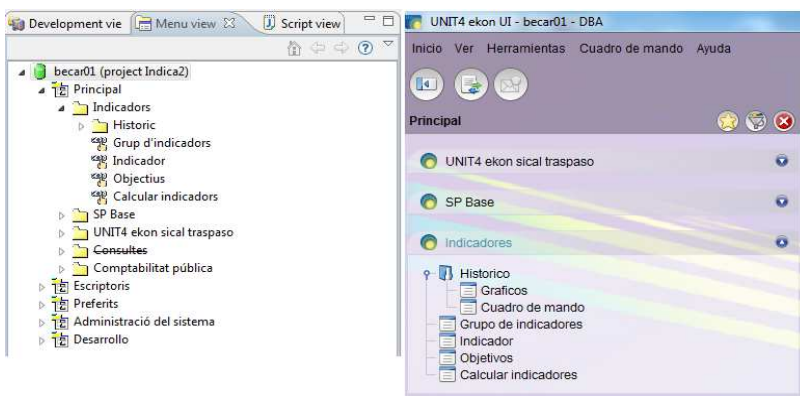 Development vie
Menu view
Script view
becar01 (project Indica2)
Principal
Indicadors
Historic
Grup d'indicadors
Indicador
Objectius
Calcular indicadors
SP Base
UNIT4 ekon sical traspaso
Consultes
Comptabilitat pública
Escriptoris
Preferits
Administració del sistema
Desarrollo
UNIT4 ekon UI - becar01 - DBA
Inicio Ver Herramientas Cuadro de mando Ayuda
Principal
UNIT4 ekon sical traspaso
SP Base
Indicadores
Historico
Graficos
Cuadro de mando
Grupo de indicadores
Indicador
Objetivos
Calcular indicadores